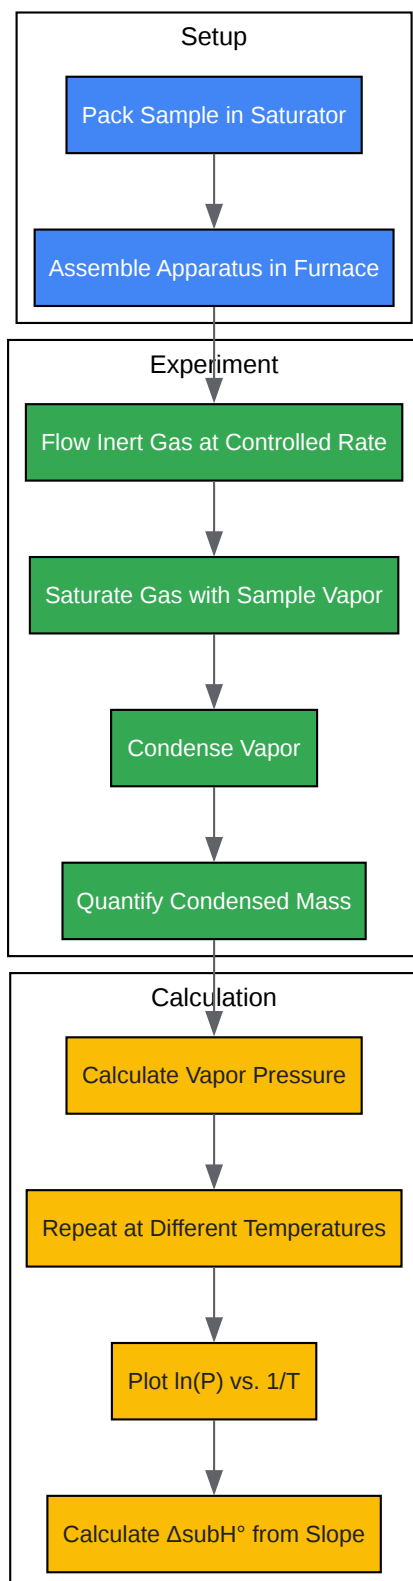 Setup
Pack Sample in Saturator
Assemble Apparatus in Furnace
Experiment
Flow Inert Gas at Controlled Rate
Saturate Gas with Sample Vapor
Condense Vapor
Quantify Condensed Mass
Calculation
Calculate Vapor Pressure
Repeat at Different Temperatures
Plot ln(P) vs. 1/T
Calculate ΔsubH° from Slope